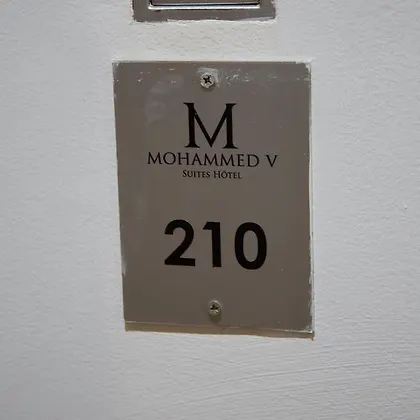 M
MOHAMMED V
SUITES HÔTEL
210